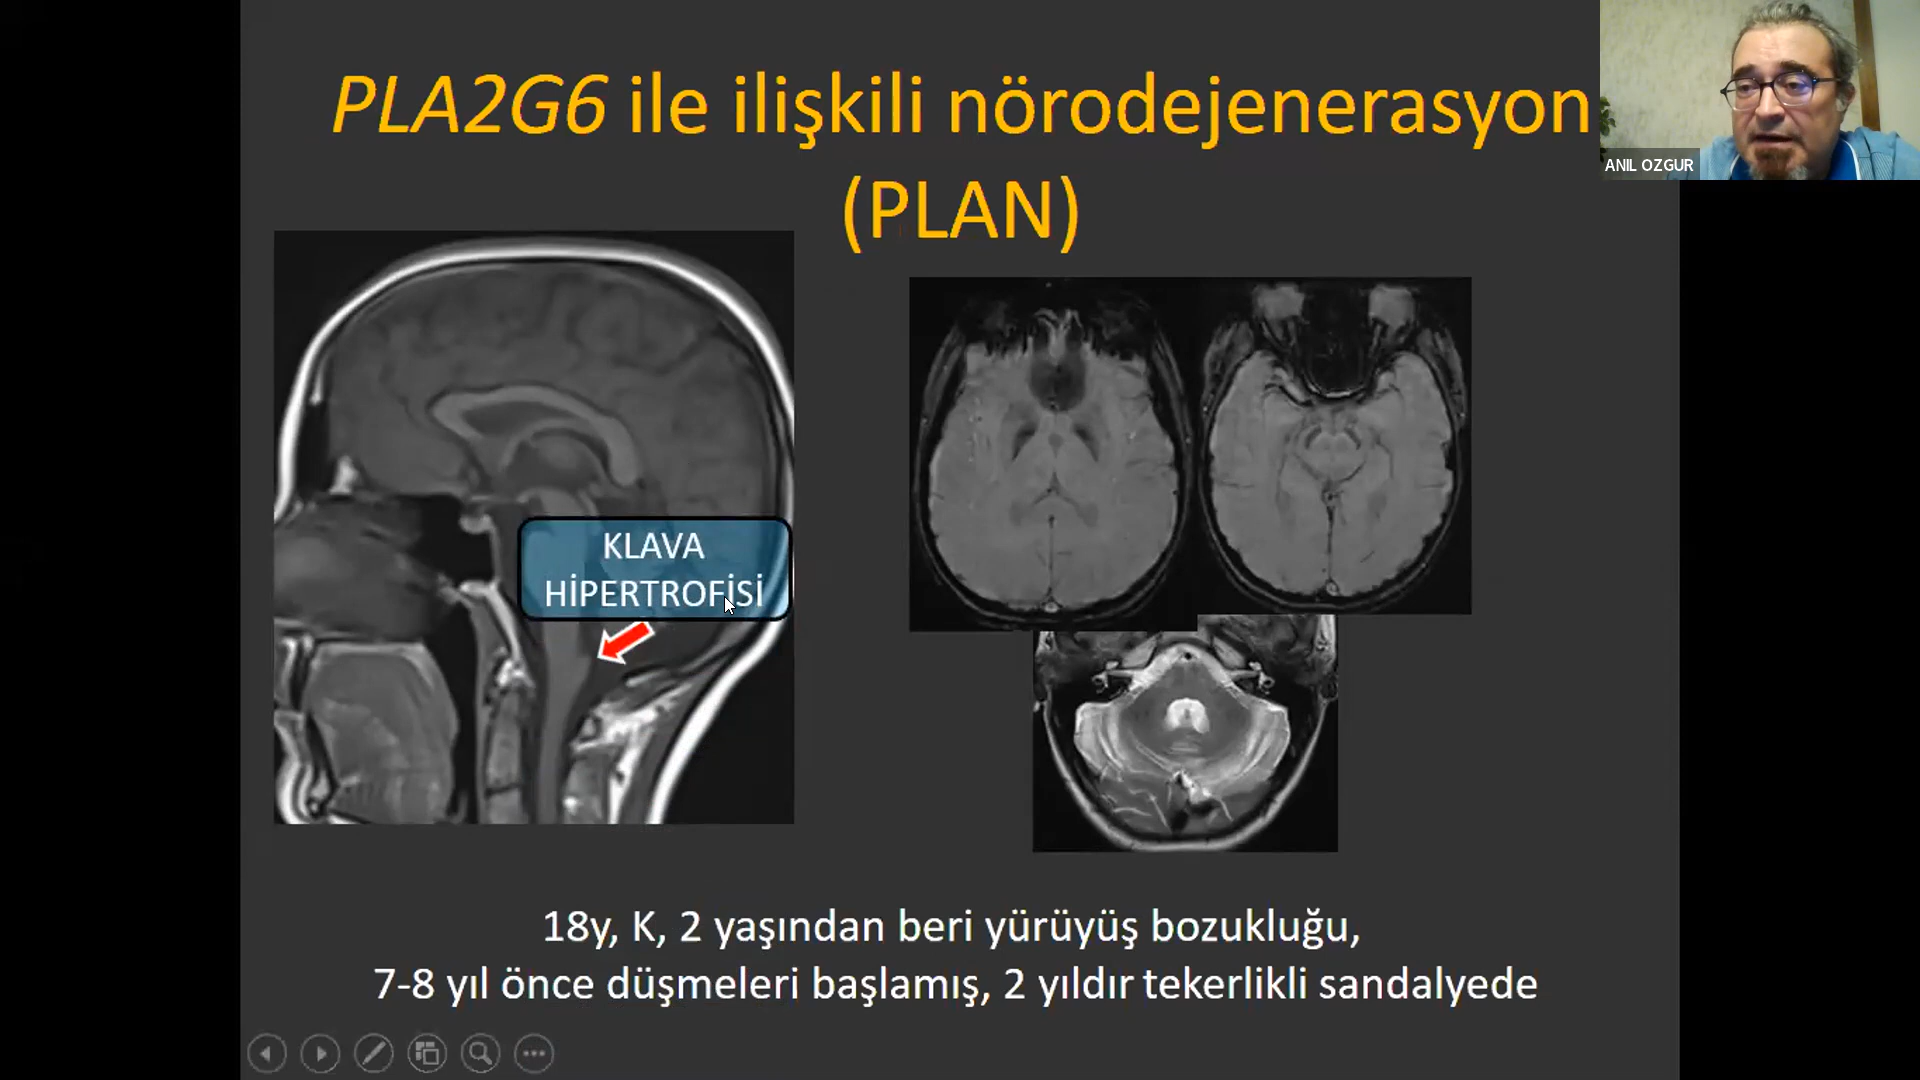 PLA2G6 ile ilişkili nörodejenerasyon
(PLAN)
ANIL OZGUR
KLAVA
HİPERTROFİSİ
18y, K, 2 yaşından beri yürüyüş bozukluğu,
7-8 yıl önce düşmeleri başlamış, 2 yıldır tekerlikli sandalyede